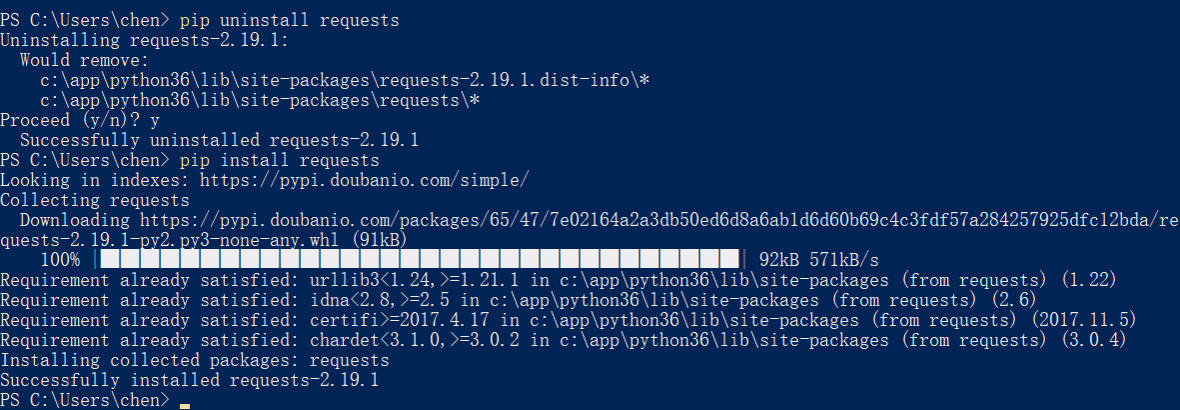 PS C:\Users\chen> pip uninstall requests
Uninstalling requests-2.19.1:
  Would remove:
    c:\app\python36\lib\site-packages\requests-2.19.1.dist-info\*
    c:\app\python36\lib\site-packages\requests\*
Proceed (y/n)? y
  Successfully uninstalled requests-2.19.1
PS C:\Users\chen> pip install requests
Looking in indexes: https://pypi.doubanio.com/simple/
Collecting requests
  Downloading https://pypi.doubanio.com/packages/65/47/7e02164a2a3db50ed6d8a6ab1d6d60b69c4c3fdf57a284257925dfc12bda/re
quests-2.19.1-py2.py3-none-any.whl (91kB)
    100% |████████████████████████████████| 92kB 571kB/s
Requirement already satisfied: urllib3<1.24,>=1.21.1 in c:\app\python36\lib\site-packages (from requests) (1.22)
Requirement already satisfied: idna<2.8,>=2.5 in c:\app\python36\lib\site-packages (from requests) (2.6)
Requirement already satisfied: certifi>=2017.4.17 in c:\app\python36\lib\site-packages (from requests) (2017.11.5)
Requirement already satisfied: chardet<3.1.0,>=3.0.2 in c:\app\python36\lib\site-packages (from requests) (3.0.4)
Installing collected packages: requests
Successfully installed requests-2.19.1
PS C:\Users\chen>